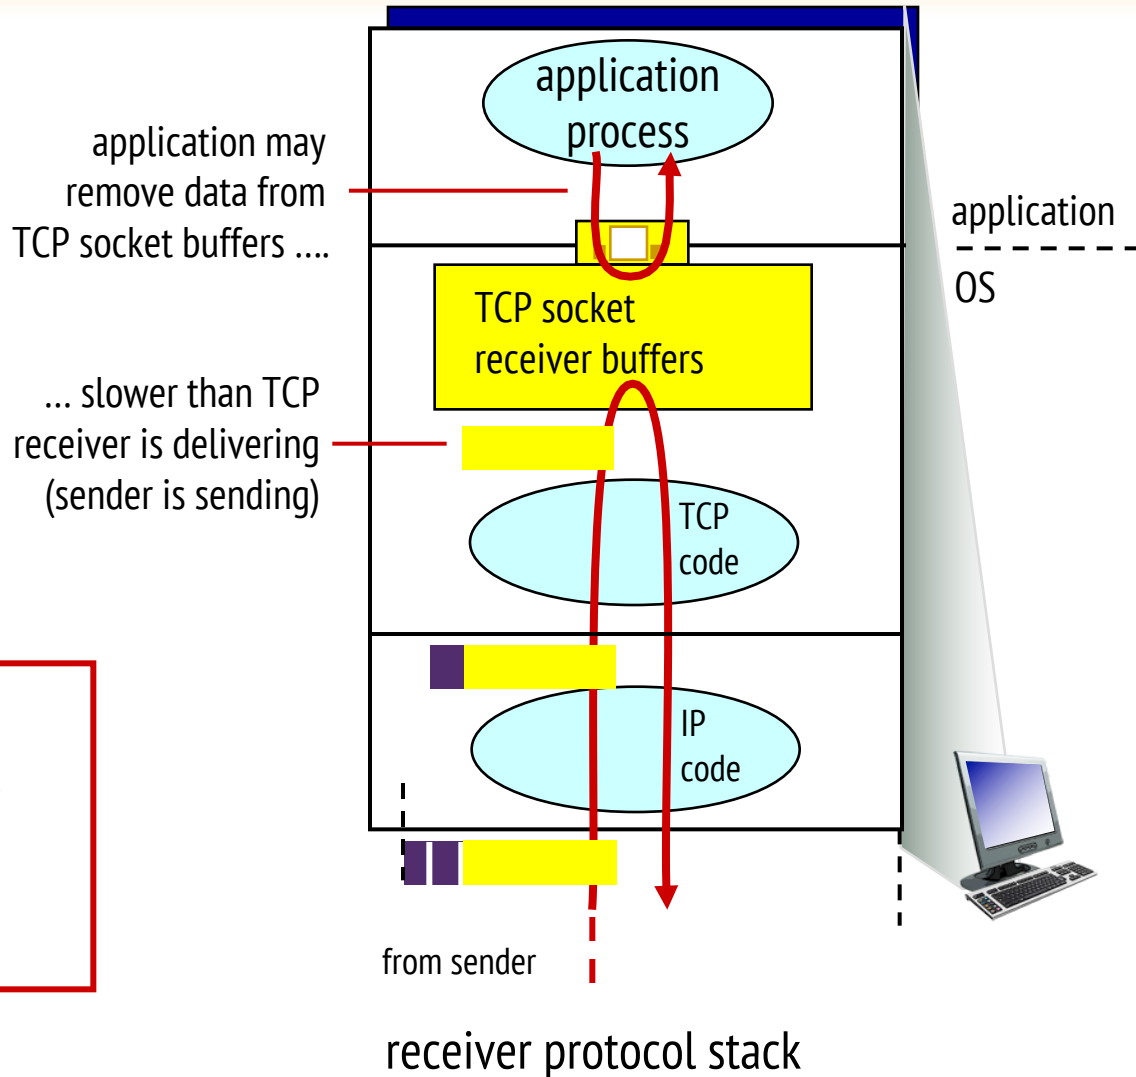 application
process
application may
remove data from
TCP socket buffers ….
application
OS
TCP socket
receiver buffers
… slower than TCP
receiver is delivering
(sender is sending)
TCP
code
IP
code
from sender
receiver protocol stack